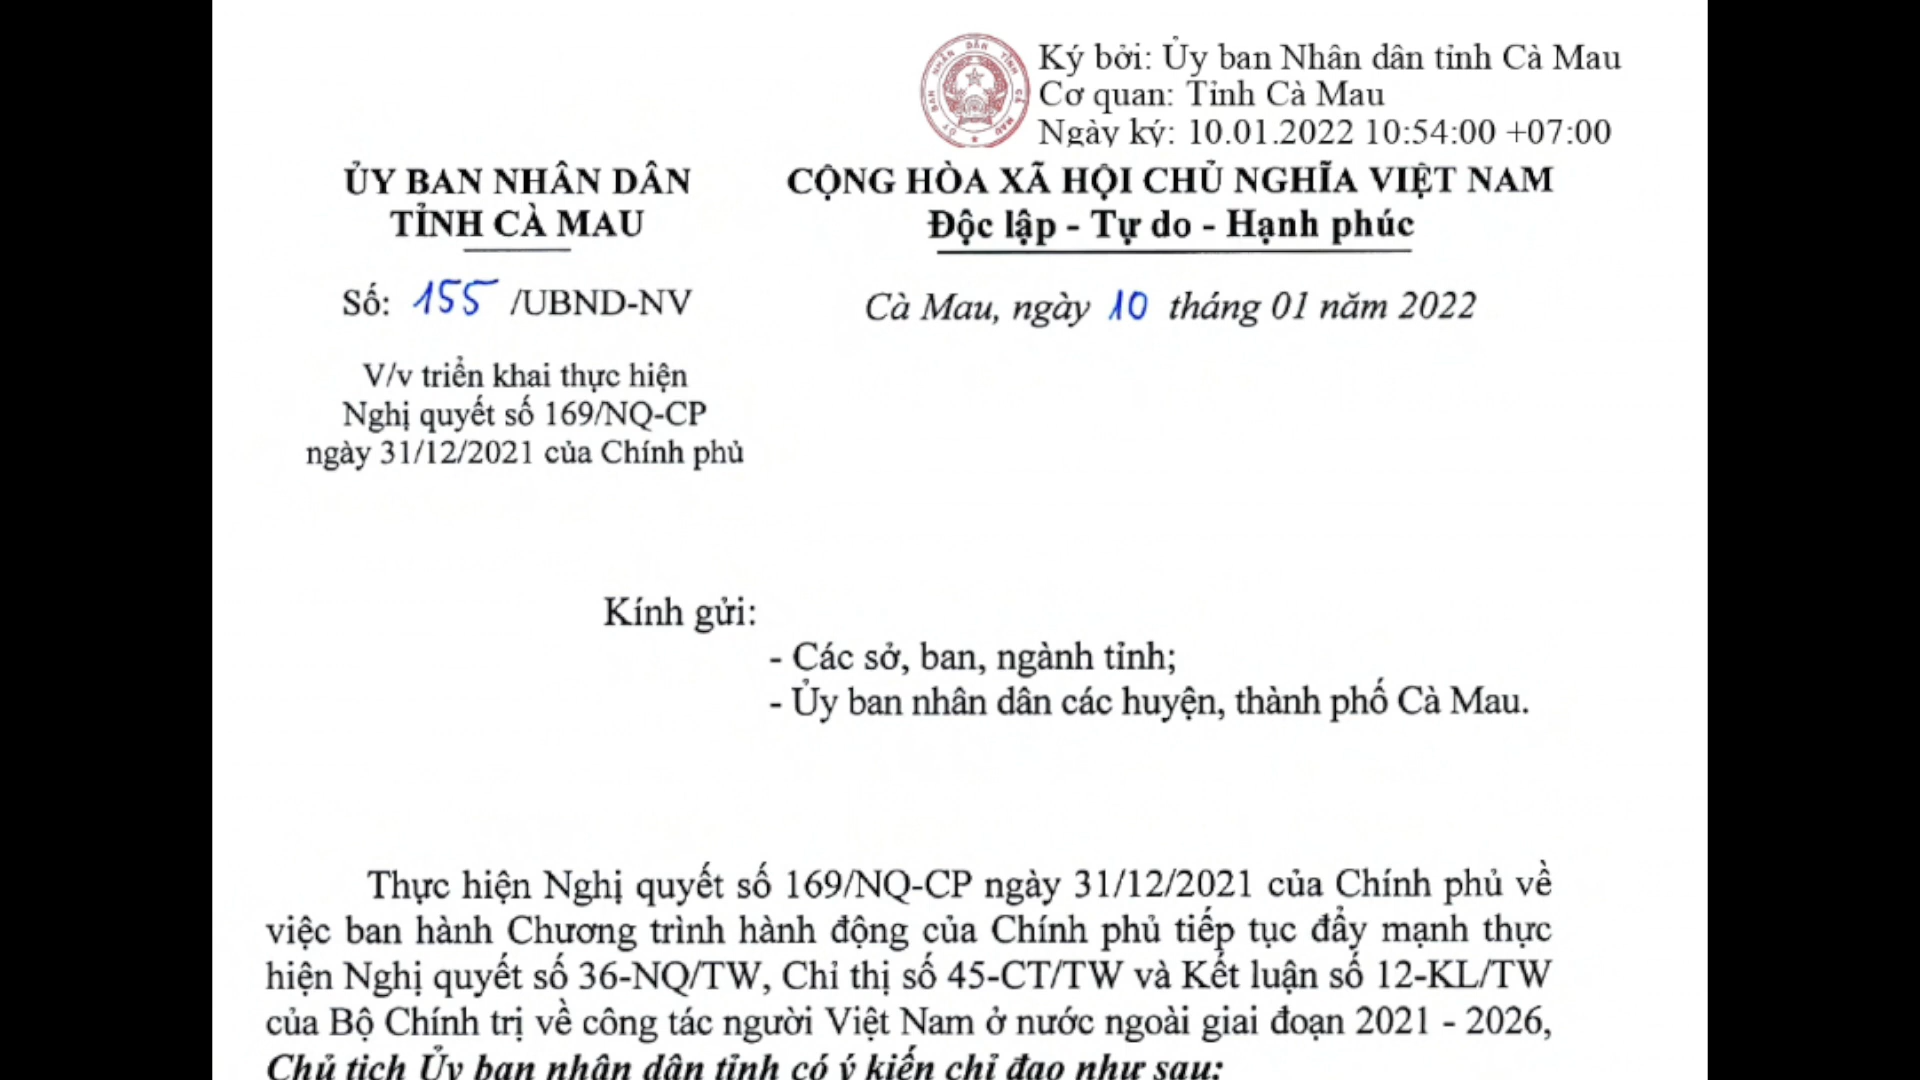 Ký bởi: Ủy ban Nhân dân tỉnh Cà Mau
Cơ quan: Tỉnh Cà Mau
Ngày ký: 10.01.2022 10:54:00 +07:00
ỦY BAN NHÂN DÂN
TỈNH CÀ MAU
CỘNG HÒA XÃ HỘI CHỦ NGHĨA VIỆT NAM
Độc lập - Tự do - Hạnh phúc
Số: 155 /UBND-NV
Cà Mau, ngày 10 tháng 01 năm 2022
V/v triển khai thực hiện
Nghị quyết số 169/NQ-CP
ngày 31/12/2021 của Chính phủ
Kính gửi:
- Các sở, ban, ngành tỉnh;
- Ủy ban nhân dân các huyện, thành phố Cà Mau.
Thực hiện Nghị quyết số 169/NQ-CP ngày 31/12/2021 của Chính phủ về
việc ban hành Chương trình hành động của Chính phủ tiếp tục đẩy mạnh thực
hiện Nghị quyết số 36-NQ/TW, Chỉ thị số 45-CT/TW và Kết luận số 12-KL/TW
của Bộ Chính trị về công tác người Việt Nam ở nước ngoài giai đoạn 2021 - 2026,
Chủ tịch Ủy ban nhân dân tỉnh có ý kiến chỉ đạo như sau: